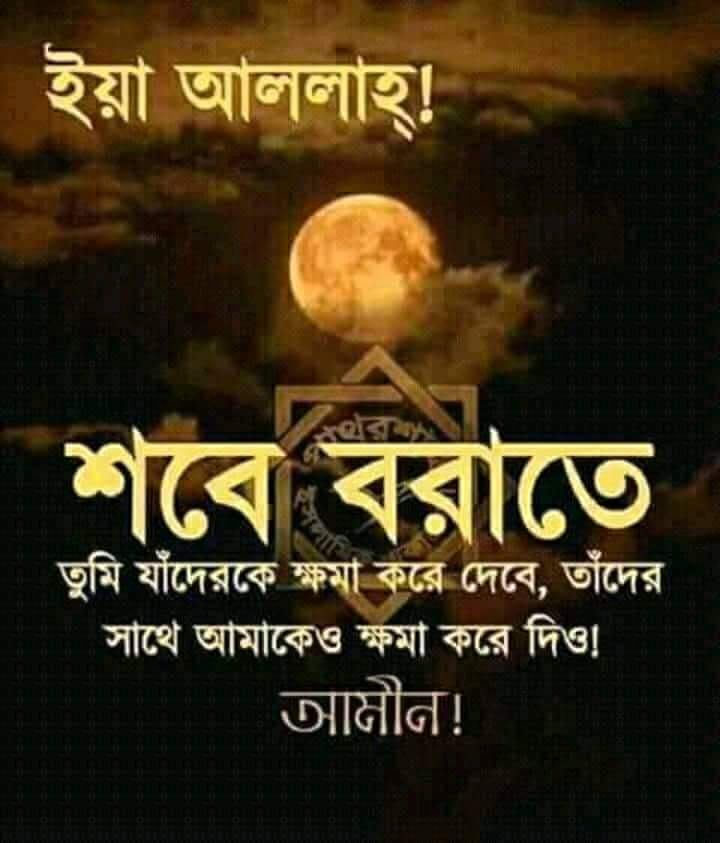 ইয়া আললাহ্!
শবে বরাতে
তুমি যাঁদেরকে ক্ষমা করে দেবে, তাঁদের
সাথে আমাকেও ক্ষমা করে দিও!
আমীন!